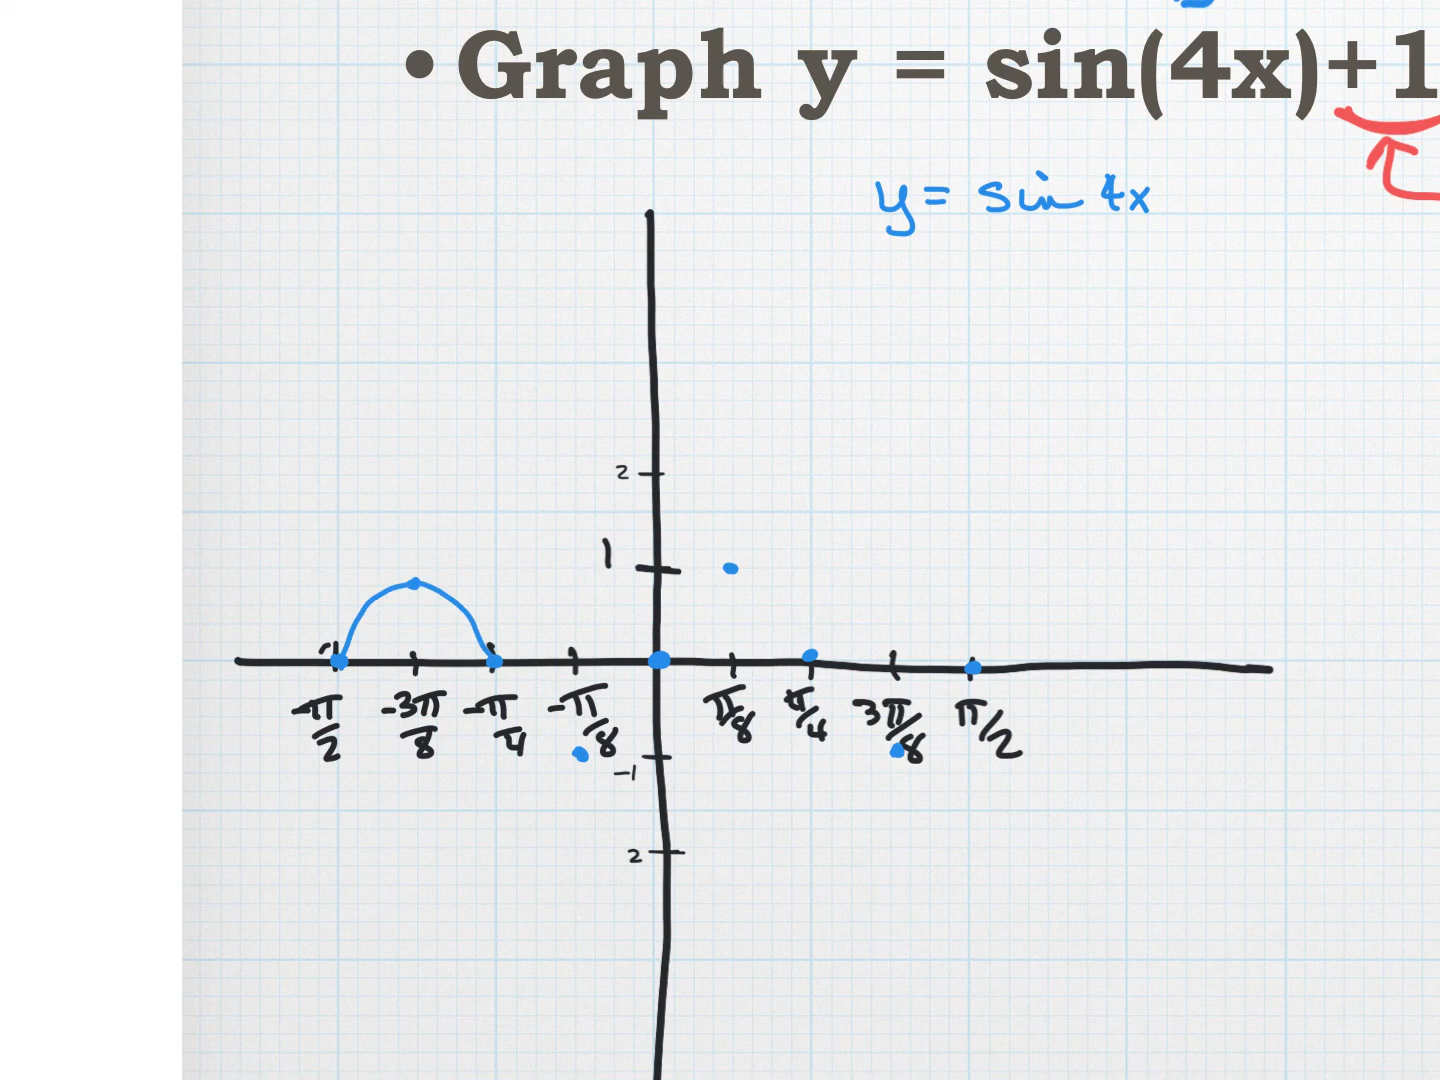 • Graph y = sin(4x)+1
y = sin 4x
2
1
-π/2 -3π/8 -π/4 -π/8 π/8 π/4 3π/8 π/2
-1
2